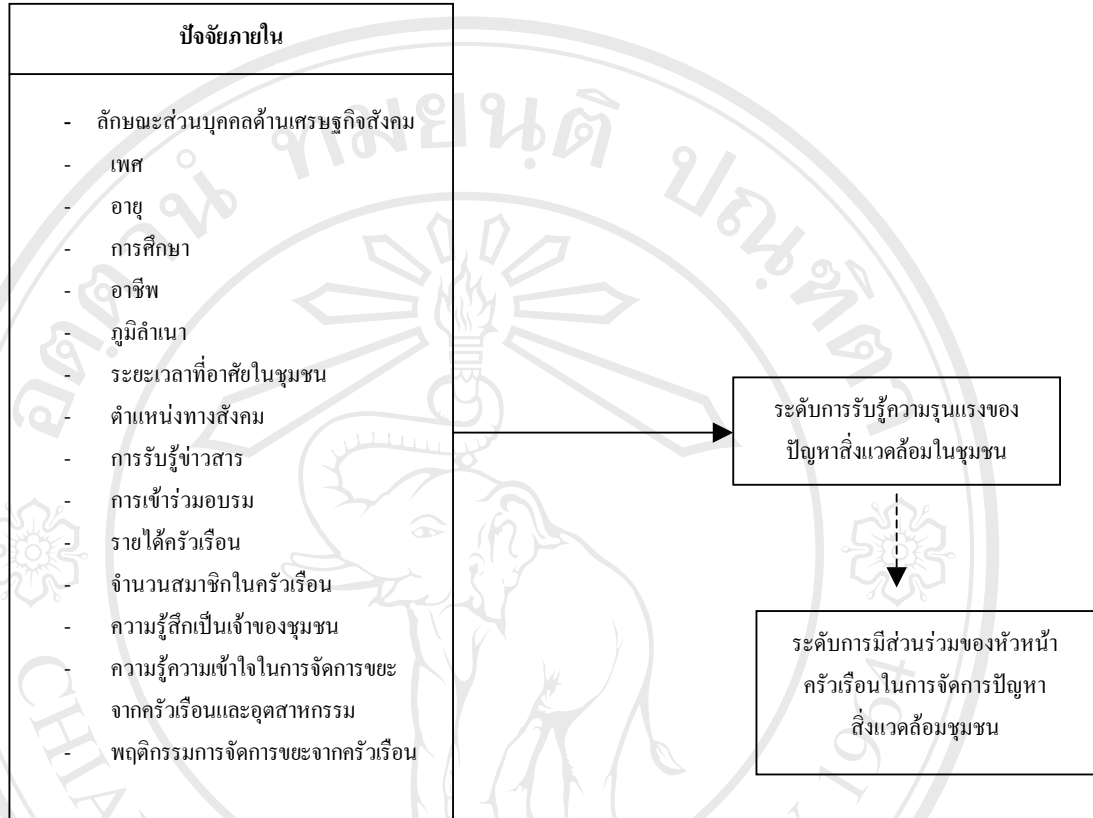 ปัจจัยภายใน
- ลักษณะส่วนบุคคลด้านเศรษฐกิจสังคม
- เพศ
- อายุ
- การศึกษา
- อาชีพ
- ภูมิลำเนา
- ระยะเวลาที่อาศัยในชุมชน
- ตำแหน่งทางสังคม
- การรับรู้ข่าวสาร
- การเข้าร่วมอบรม
- รายได้ครัวเรือน
- จำนวนสมาชิกในครัวเรือน
- ความรู้สึกเป็นเจ้าของชุมชน
- ความรู้ความเข้าใจในการจัดการขยะ
จากครัวเรือนและอุตสาหกรรม
- พฤติกรรมการจัดการขยะจากครัวเรือน
ระดับการรับรู้ความรุนแรงของ
ปัญหาสิ่งแวดล้อมในชุมชน
ระดับการมีส่วนร่วมของหัวหน้า
ครัวเรือนในการจัดการปัญหา
สิ่งแวดล้อมชุมชน